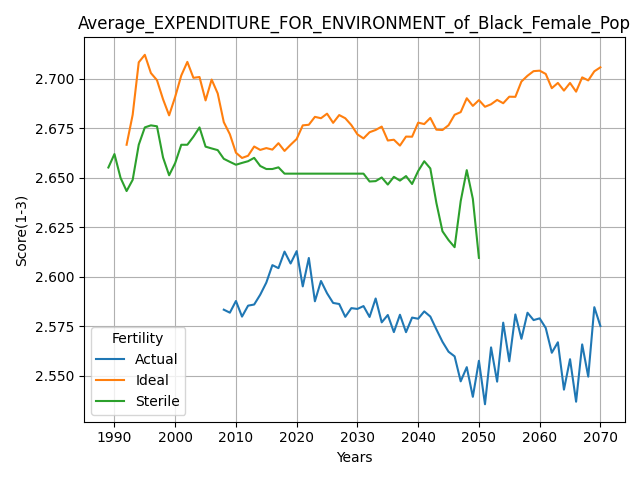 Average_EXPENDITURE_FOR_ENVIRONMENT_of_Black_Female_Pop
Score(1-3)
2.700
2.675
2.650
2.625
2.600
2.575
2.550
Fertility
Actual
Ideal
Sterile
1990 2000 2010 2020 2030 2040 2050 2060 2070
Years